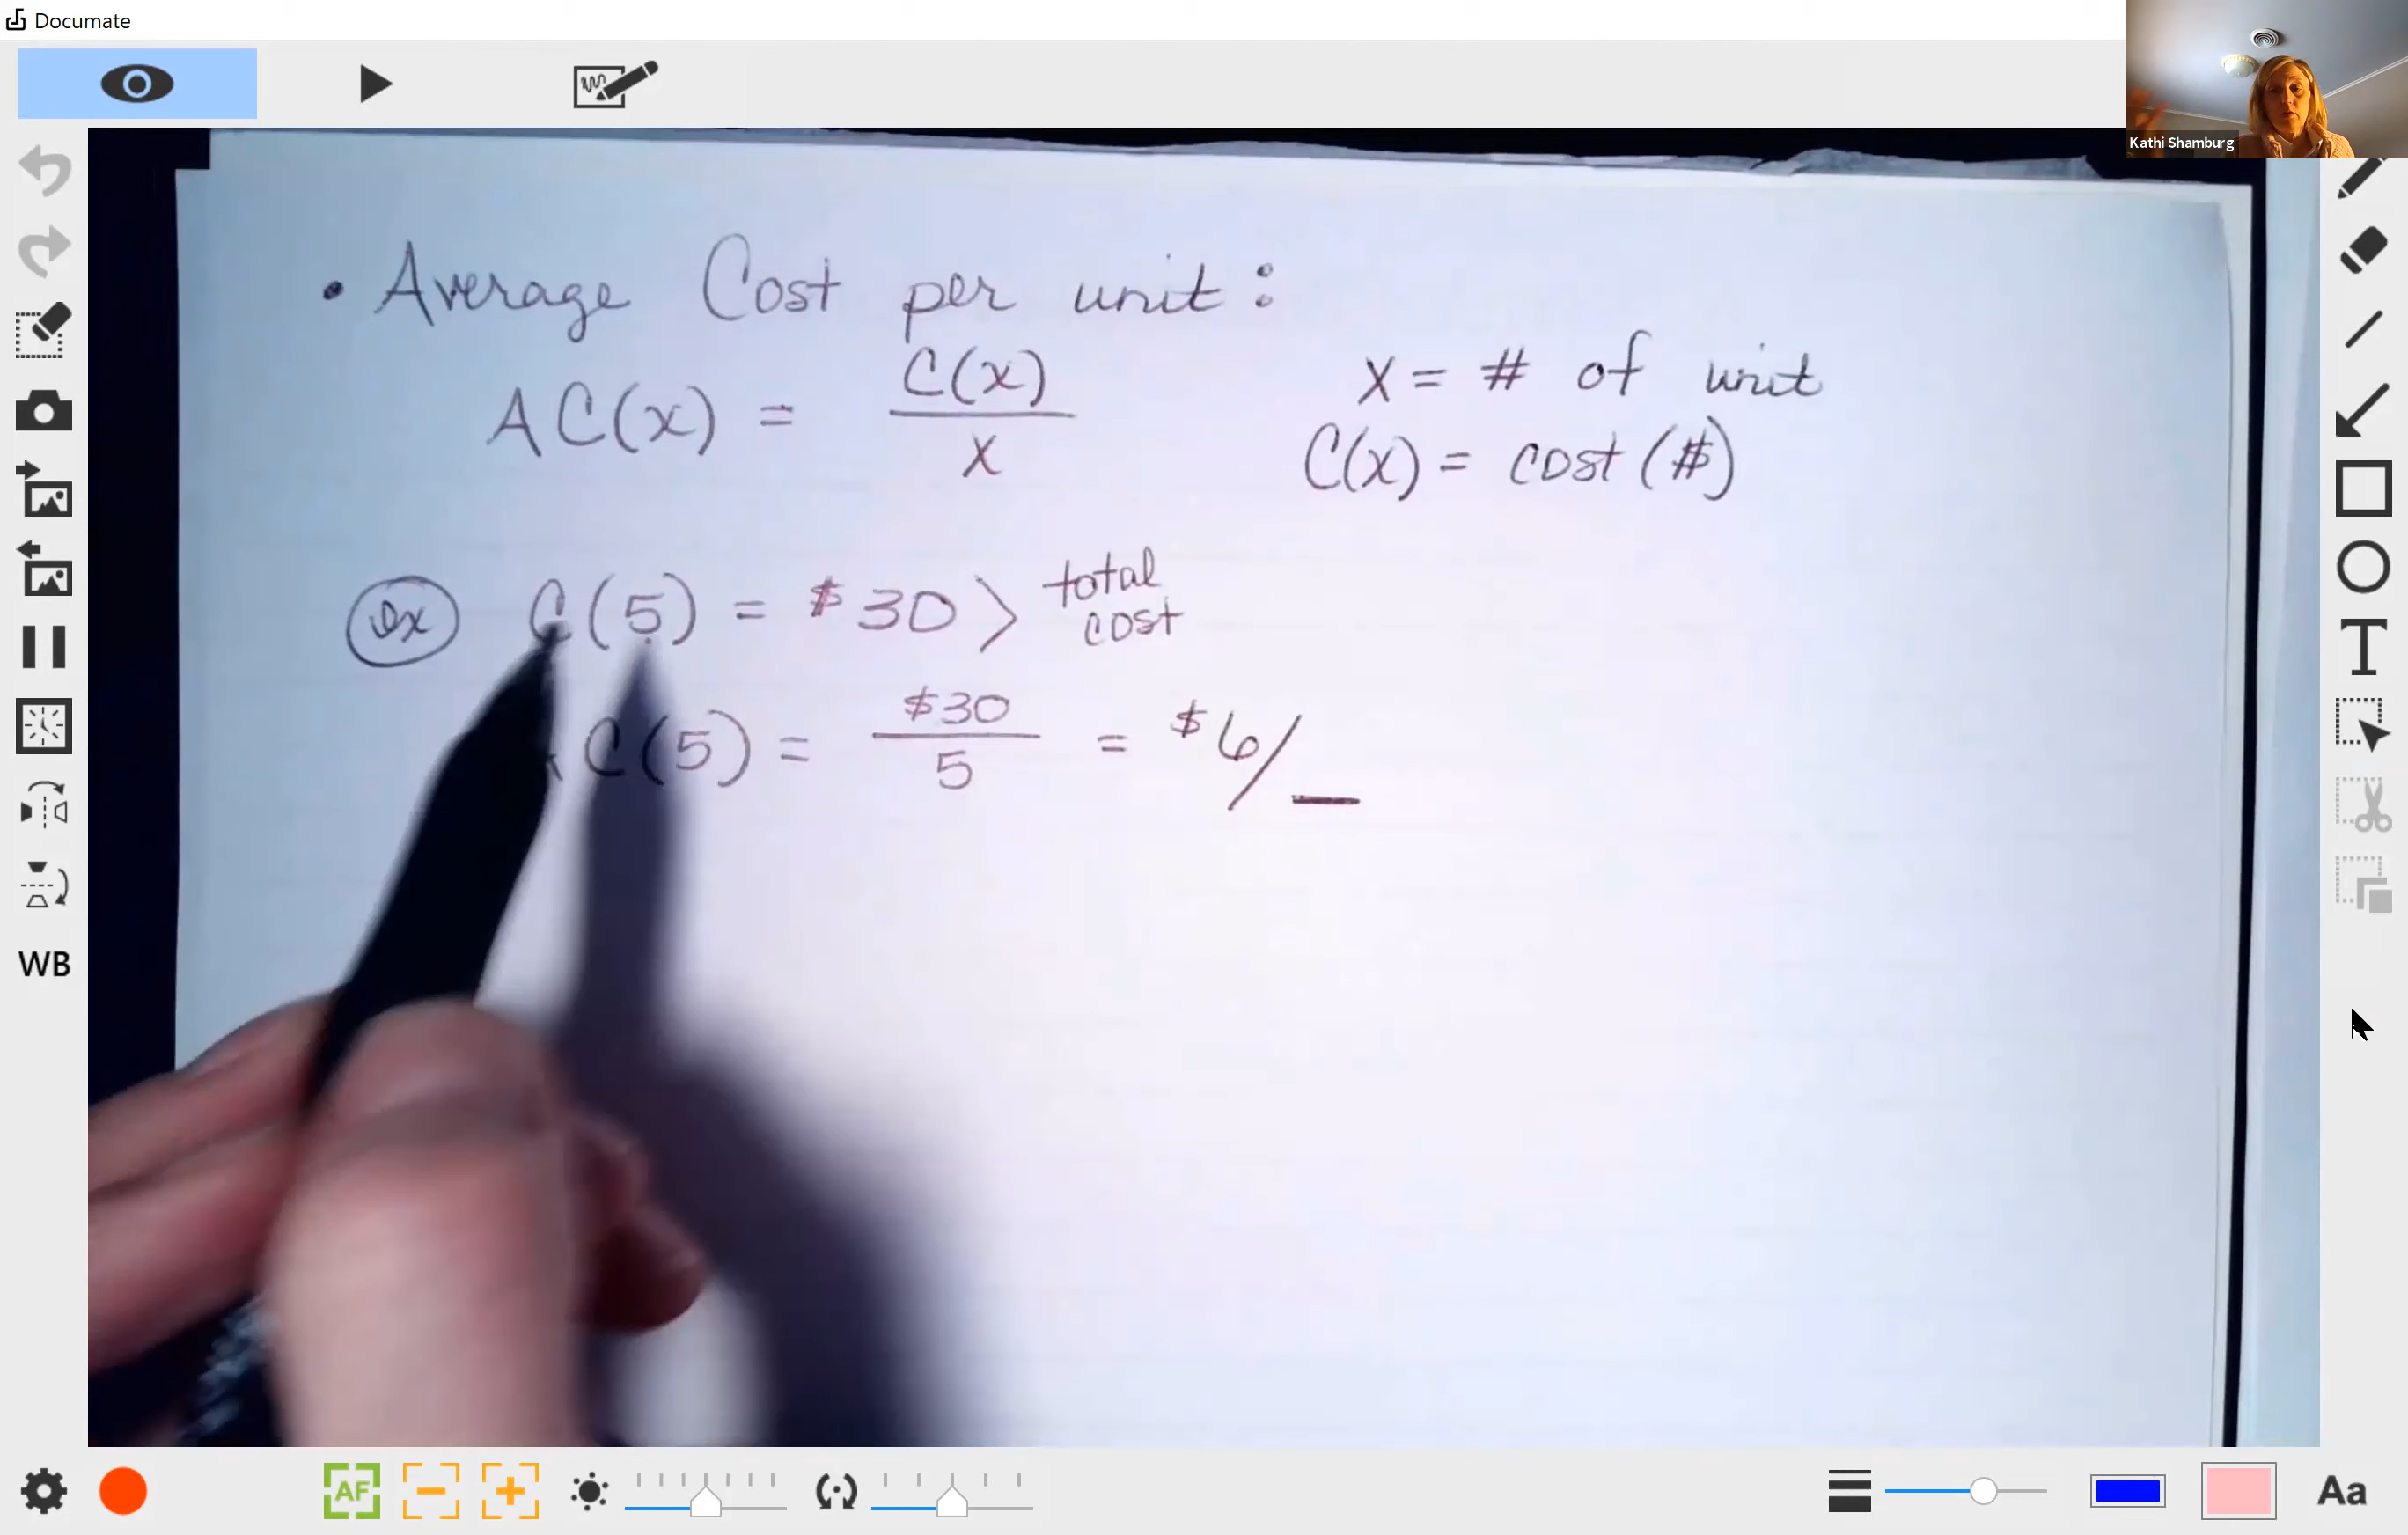 Documate
Kathi Shamburg
• Average Cost per unit:
AC(x) = C(x) / x
x = # of unit
C(x) = cost ($)
ex C(5) = $30 > total cost
AC(5) = $30 / 5 = $6/_
WB
T
AF
Aa